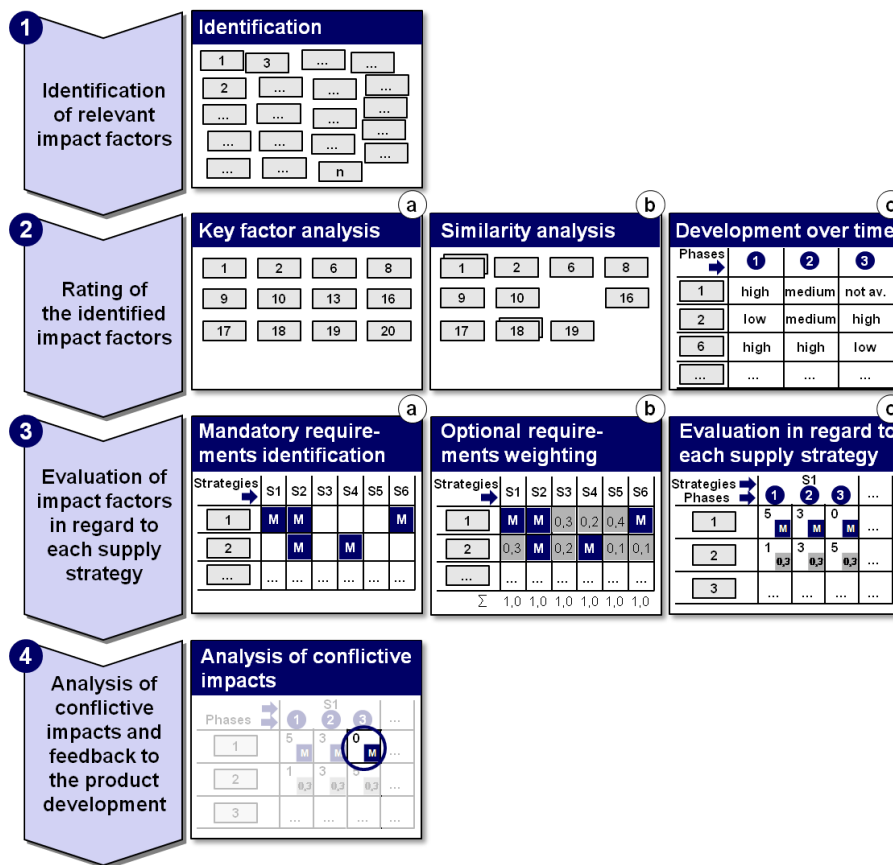 1
Identification
of relevant
impact factors
Identification
1 3 ... ...
2 ... ... ...
... ... ... ...
... ... ... ...
... ... n ...
2
Rating of
the identified
impact factors
a
Key factor analysis
1 2 6 8
9 10 13 16
17 18 19 20
b
Similarity analysis
1 2 6 8
9 10 16
17 18 19
c
Development over time
Phases 1 2 3
1 high medium not av.
2 low medium high
6 high high low
... ... ... ...
3
Evaluation of
impact factors
in regard to
each supply
strategy
a
Mandatory require-
ments identification
Strategies S1 S2 S3 S4 S5 S6
1 M M M
2 M M
... ... ... ... ... ... ...
b
Optional require-
ments weighting
Strategies S1 S2 S3 S4 S5 S6
1 M M 0,3 0,2 0,4 M
2 0,3 M 0,2 M 0,1 0,1
... ... ... ... ... ... ...
Σ 1,0 1,0 1,0 1,0 1,0 1,0
c
Evaluation in regard to
each supply strategy
Strategies S1
Phases 1 2 3 ...
1 5 M 3 M 0 M ...
2 1 0,3 3 0,3 5 0,3 ...
3 ... ... ... ...
4
Analysis of
conflictive
impacts and
feedback to
the product
development
Analysis of conflictive
impacts
S1
Phases 1 2 3 ...
1 5 M 3 M 0 M ...
2 1 0,3 3 0,3 5 0,3 ...
3 ... ... ... ...